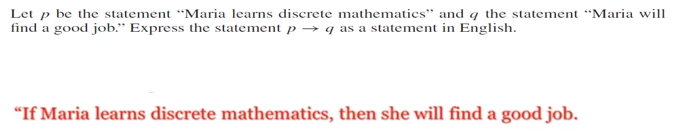 Let p be the statement “Maria learns discrete mathematics” and q the statement “Maria will
find a good job.” Express the statement p → q as a statement in English.
“If Maria learns discrete mathematics, then she will find a good job.